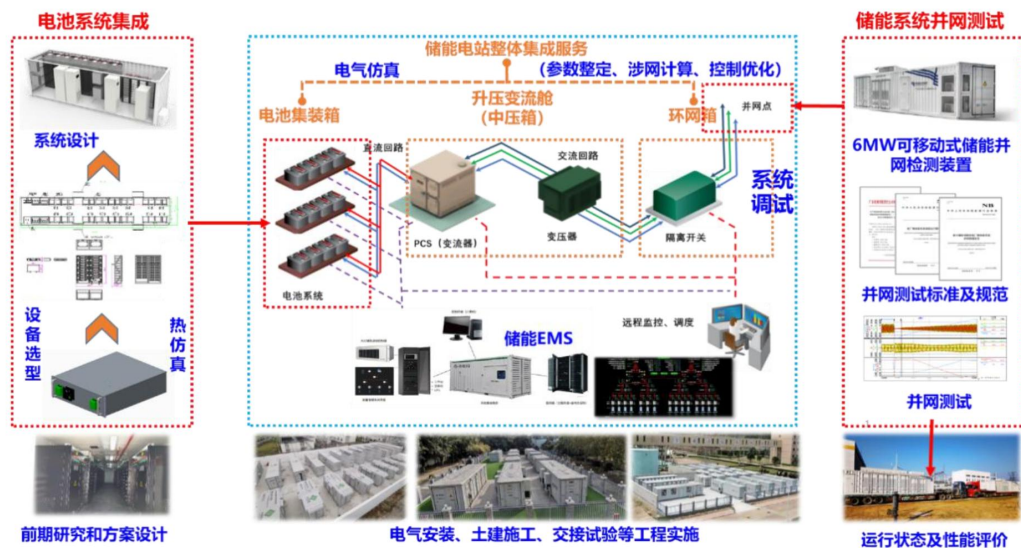 电池系统集成
系统设计
设备选型
热仿真
前期研究和方案设计
储能电站整体集成服务
电气仿真
（参数整定、涉网计算、控制优化）
电池集装箱
升压变流舱
（中压箱）
环网箱
并网点
直流回路
交流回路
系统
调试
PCS（变流器）
变压器
隔离开关
电池系统
储能EMS
远程监控、调度
电气安装、土建施工、交接试验等工程实施
储能系统并网测试
6MW可移动式储能并
网检测装置
NB
并网测试标准及规范
并网测试
运行状态及性能评价